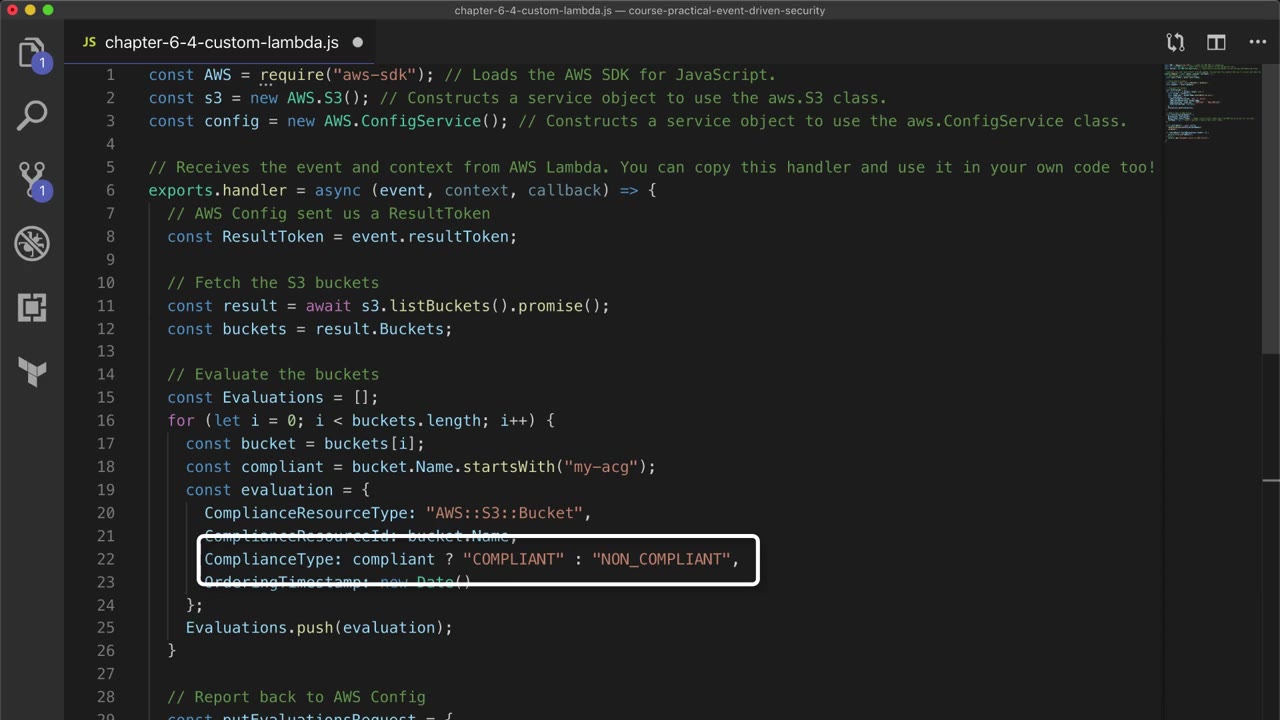 chapter-6-4-custom-lambda.js — course-practical-event-driven-security
JS chapter-6-4-custom-lambda.js
1 const AWS = require("aws-sdk"); // Loads the AWS SDK for JavaScript.
2 const s3 = new AWS.S3(); // Constructs a service object to use the aws.S3 class.
3 const config = new AWS.ConfigService(); // Constructs a service object to use the aws.ConfigService class.
4
5 // Receives the event and context from AWS Lambda. You can copy this handler and use it in your own code too!
6 exports.handler = async (event, context, callback) => {
7 // AWS Config sent us a ResultToken
8 const ResultToken = event.resultToken;
9
10 // Fetch the S3 buckets
11 const result = await s3.listBuckets().promise();
12 const buckets = result.Buckets;
13
14 // Evaluate the buckets
15 const Evaluations = [];
16 for (let i = 0; i < buckets.length; i++) {
17 const bucket = buckets[i];
18 const compliant = bucket.Name.startsWith("my-acg");
19 const evaluation = {
20 ComplianceResourceType: "AWS::S3::Bucket",
21 ComplianceResourceId: bucket.Name,
22 ComplianceType: compliant ? "COMPLIANT" : "NON_COMPLIANT",
23 OrderingTimestamp: new Date()
24 };
25 Evaluations.push(evaluation);
26 }
27
28 // Report back to AWS Config
29 const putEvaluationsRequest = {
1
1